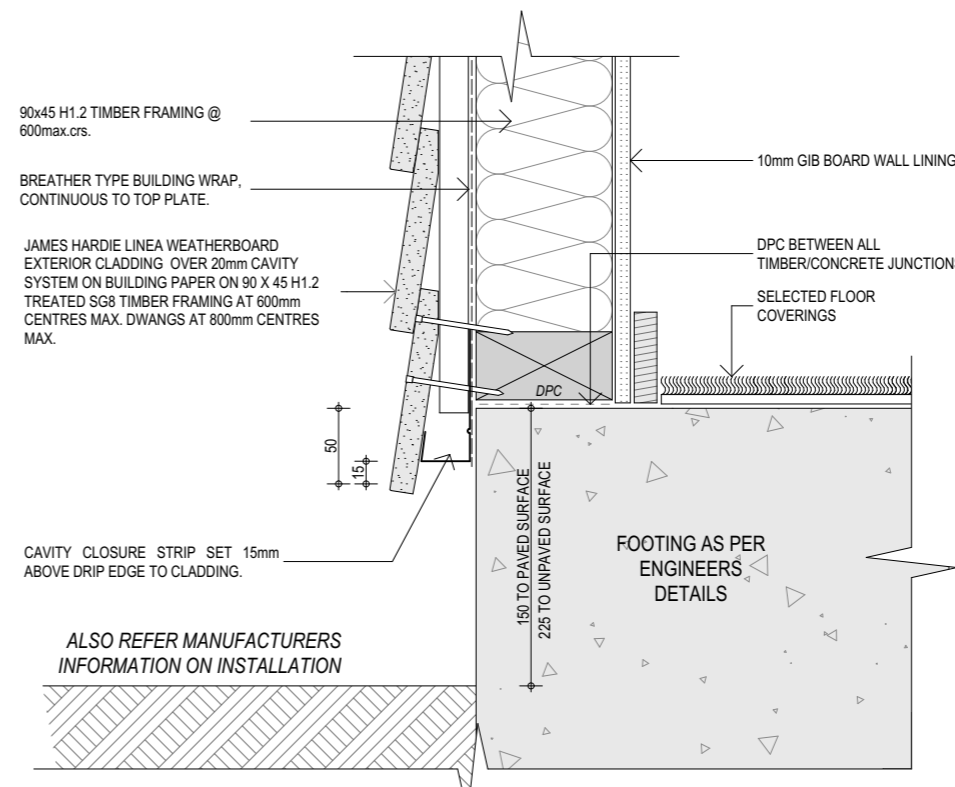 90x45 H1.2 TIMBER FRAMING @
600max.crs.
BREATHER TYPE BUILDING WRAP,
CONTINUOUS TO TOP PLATE.
JAMES HARDIE LINEA WEATHERBOARD
EXTERIOR CLADDING OVER 20mm CAVITY
SYSTEM ON BUILDING PAPER ON 90 X 45 H1.2
TREATED SG8 TIMBER FRAMING AT 600mm
CENTRES MAX. DWANGS AT 800mm CENTRES
MAX.
10mm GIB BOARD WALL LINING
DPC BETWEEN ALL
TIMBER/CONCRETE JUNCTIONS
SELECTED FLOOR
COVERINGS
DPC
50
15
150 TO PAVED SURFACE
225 TO UNPAVED SURFACE
FOOTING AS PER
ENGINEERS
DETAILS
CAVITY CLOSURE STRIP SET 15mm
ABOVE DRIP EDGE TO CLADDING.
ALSO REFER MANUFACTURERS
INFORMATION ON INSTALLATION